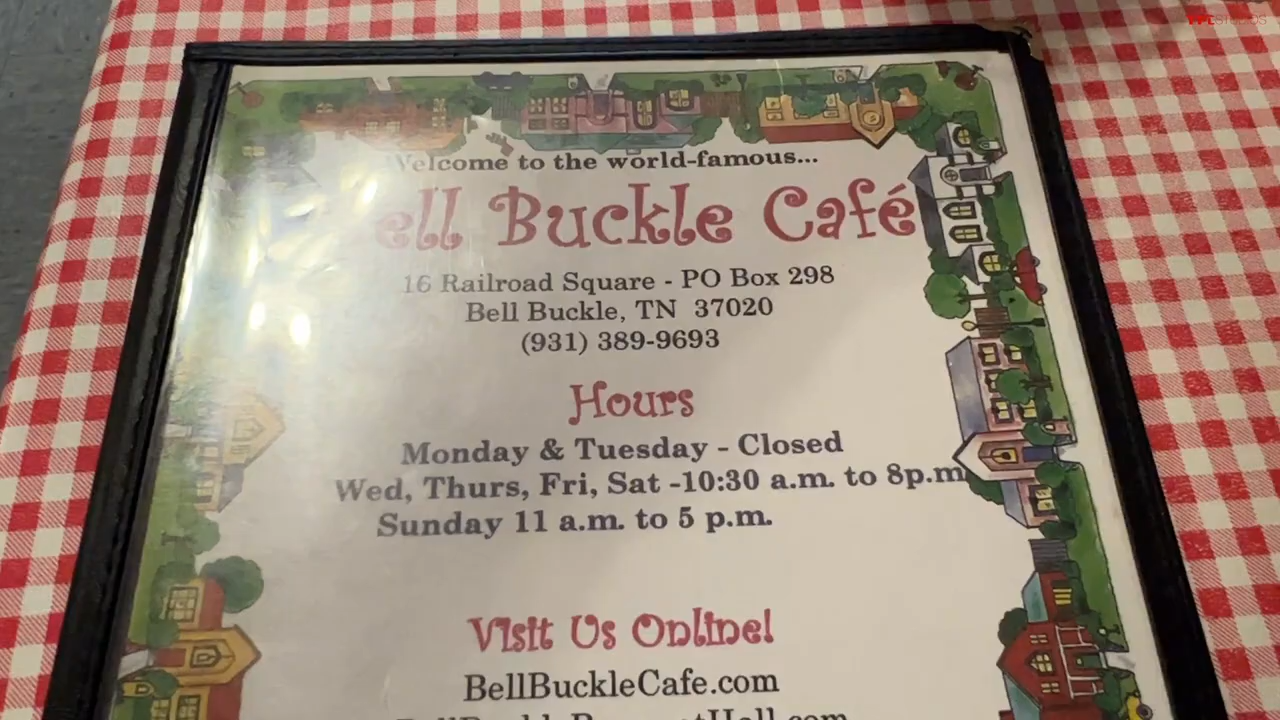 Welcome to the world-famous...
ell Buckle Café
16 Railroad Square - PO Box 298
Bell Buckle, TN 37020
(931) 389-9693
Hours
Monday & Tuesday - Closed
Wed, Thurs, Fri, Sat -10:30 a.m. to 8p.m
Sunday 11 a.m. to 5 p.m.
Visit Us Online!
BellBuckleCafe.com